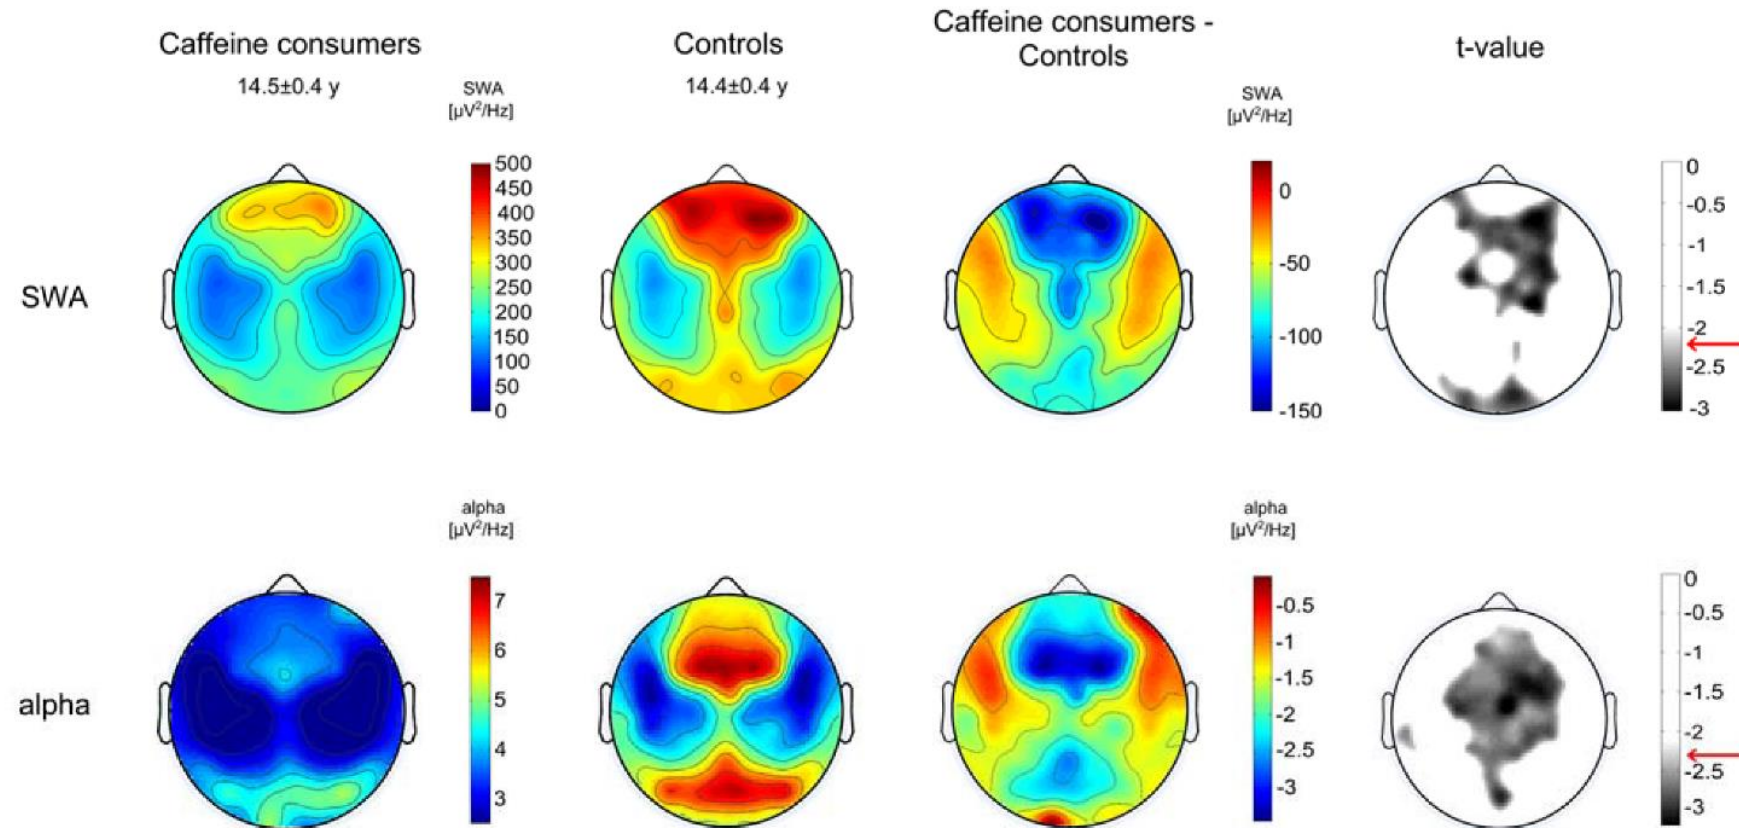 Caffeine consumers
14.5±0.4 y
SWA
[µV²/Hz]
Controls
14.4±0.4 y
Caffeine consumers -
Controls
SWA
[µV²/Hz]
t-value
SWA
500
450
400
350
300
250
200
150
100
50
0
0
-50
-100
-150
0
-0.5
-1
-1.5
-2
-2.5
-3
alpha
[µV²/Hz]
alpha
[µV²/Hz]
alpha
7
6
5
4
3
-0.5
-1
-1.5
-2
-2.5
-3
0
-0.5
-1
-1.5
-2
-2.5
-3